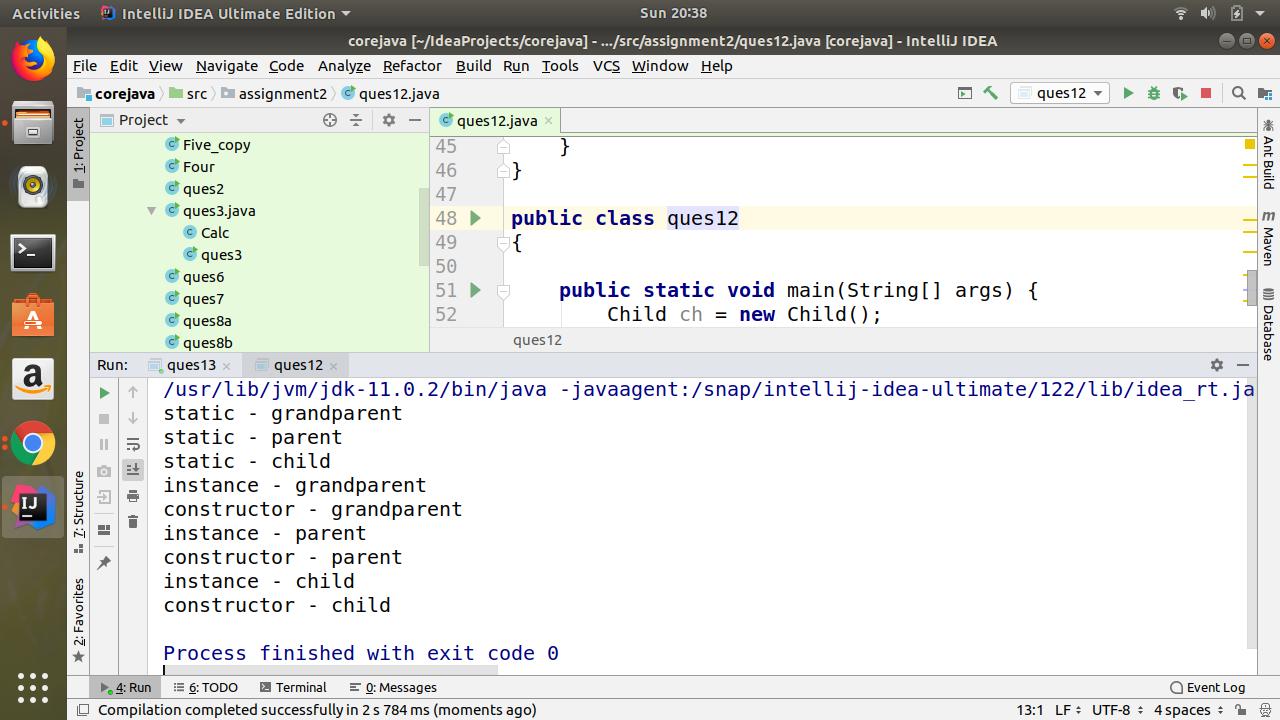 Activities IntelliJ IDEA Ultimate Edition Sun 20:38
corejava [~/IdeaProjects/corejava] - .../src/assignment2/ques12.java [corejava] - IntelliJ IDEA
File Edit View Navigate Code Analyze Refactor Build Run Tools VCS Window Help
corejava src assignment2 ques12.java ques12
1: Project
Project
Five_copy
Four
ques2
ques3.java
Calc
ques3
ques6
ques7
ques8a
ques8b
ques12.java
45 }
46 }
47
48 public class ques12
49 {
50
51 public static void main(String[] args) {
52 Child ch = new Child();
ques12
Ant Build
Maven
Database
Run: ques13 ques12
/usr/lib/jvm/jdk-11.0.2/bin/java -javaagent:/snap/intellij-idea-ultimate/122/lib/idea_rt.ja
static - grandparent
static - parent
static - child
instance - grandparent
constructor - grandparent
instance - parent
constructor - parent
instance - child
constructor - child
Process finished with exit code 0
7: Structure
2: Favorites
4: Run 6: TODO Terminal 0: Messages Event Log
Compilation completed successfully in 2 s 784 ms (moments ago) 13:1 LF UTF-8 4 spaces